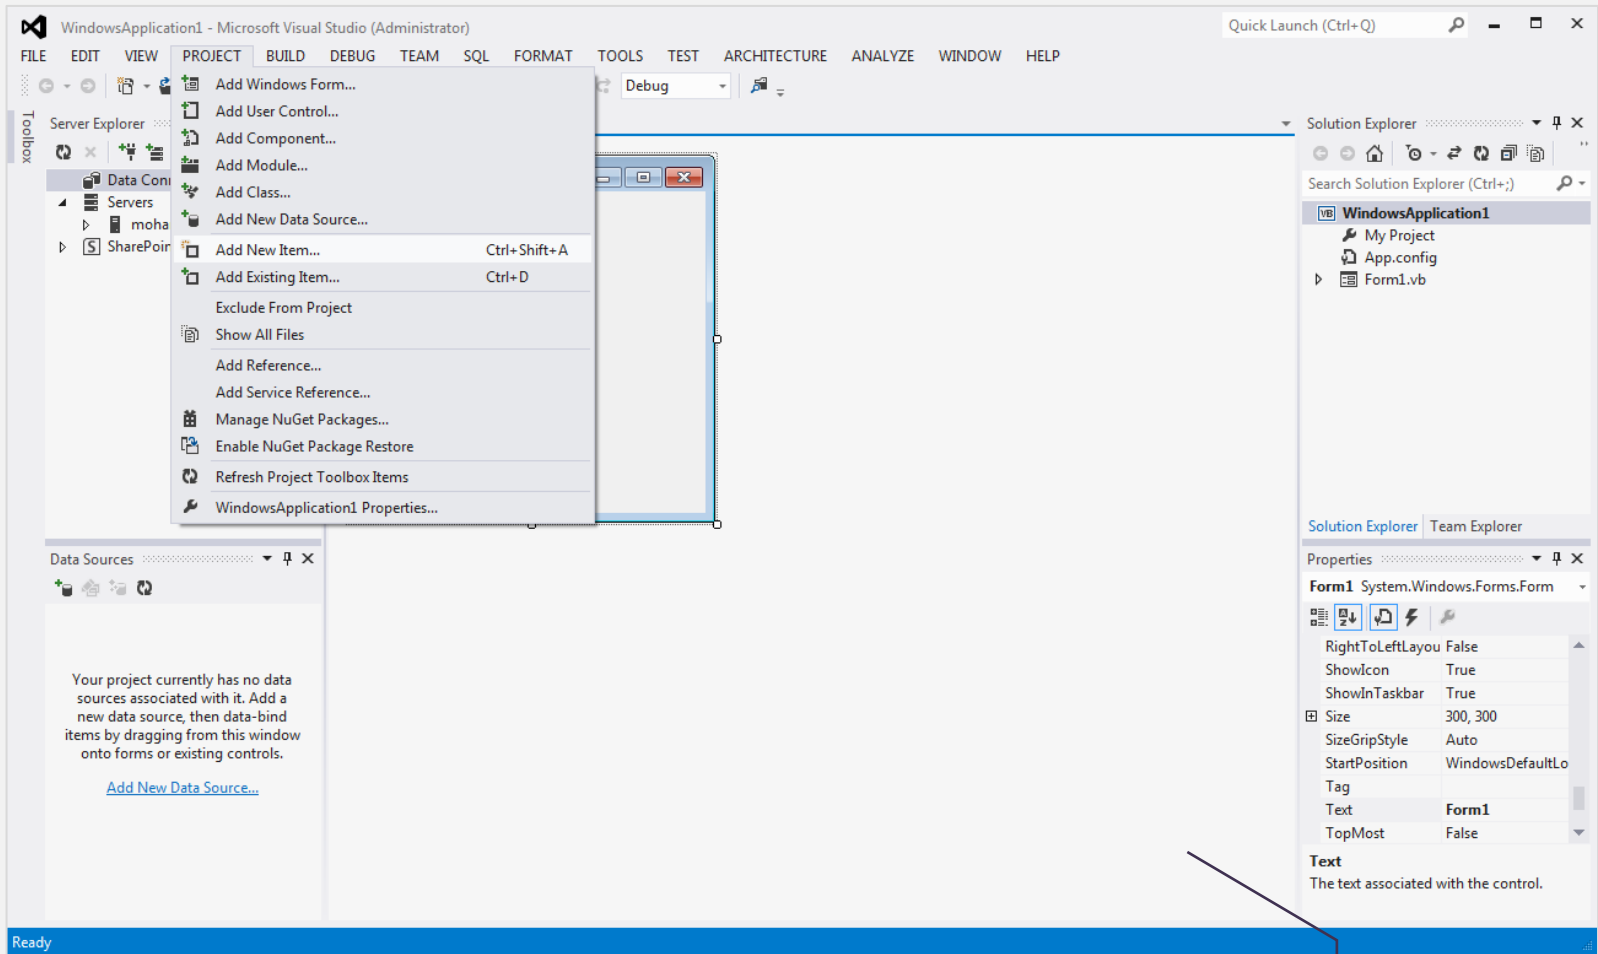 WindowsApplication1 - Microsoft Visual Studio (Administrator)
Quick Launch (Ctrl+Q)
FILE EDIT VIEW PROJECT BUILD DEBUG TEAM SQL FORMAT TOOLS TEST ARCHITECTURE ANALYZE WINDOW HELP
Debug
Toolbox
Server Explorer
Data Con
Servers
moha
SharePoin
Add Windows Form...
Add User Control...
Add Component...
Add Module...
Add Class...
Add New Data Source...
Add New Item... Ctrl+Shift+A
Add Existing Item... Ctrl+D
Exclude From Project
Show All Files
Add Reference...
Add Service Reference...
Manage NuGet Packages...
Enable NuGet Package Restore
Refresh Project Toolbox Items
WindowsApplication1 Properties...
Data Sources
Your project currently has no data
sources associated with it. Add a
new data source, then data-bind
items by dragging from this window
onto forms or existing controls.
Add New Data Source...
Solution Explorer
Search Solution Explorer (Ctrl+;)
VB WindowsApplication1
My Project
App.config
Form1.vb
Solution Explorer Team Explorer
Properties
Form1 System.Windows.Forms.Form
RightToLeftLayou False
ShowIcon True
ShowInTaskbar True
Size 300, 300
SizeGripStyle Auto
StartPosition WindowsDefaultLo
Tag
Text Form1
TopMost False
Text
The text associated with the control.
Ready